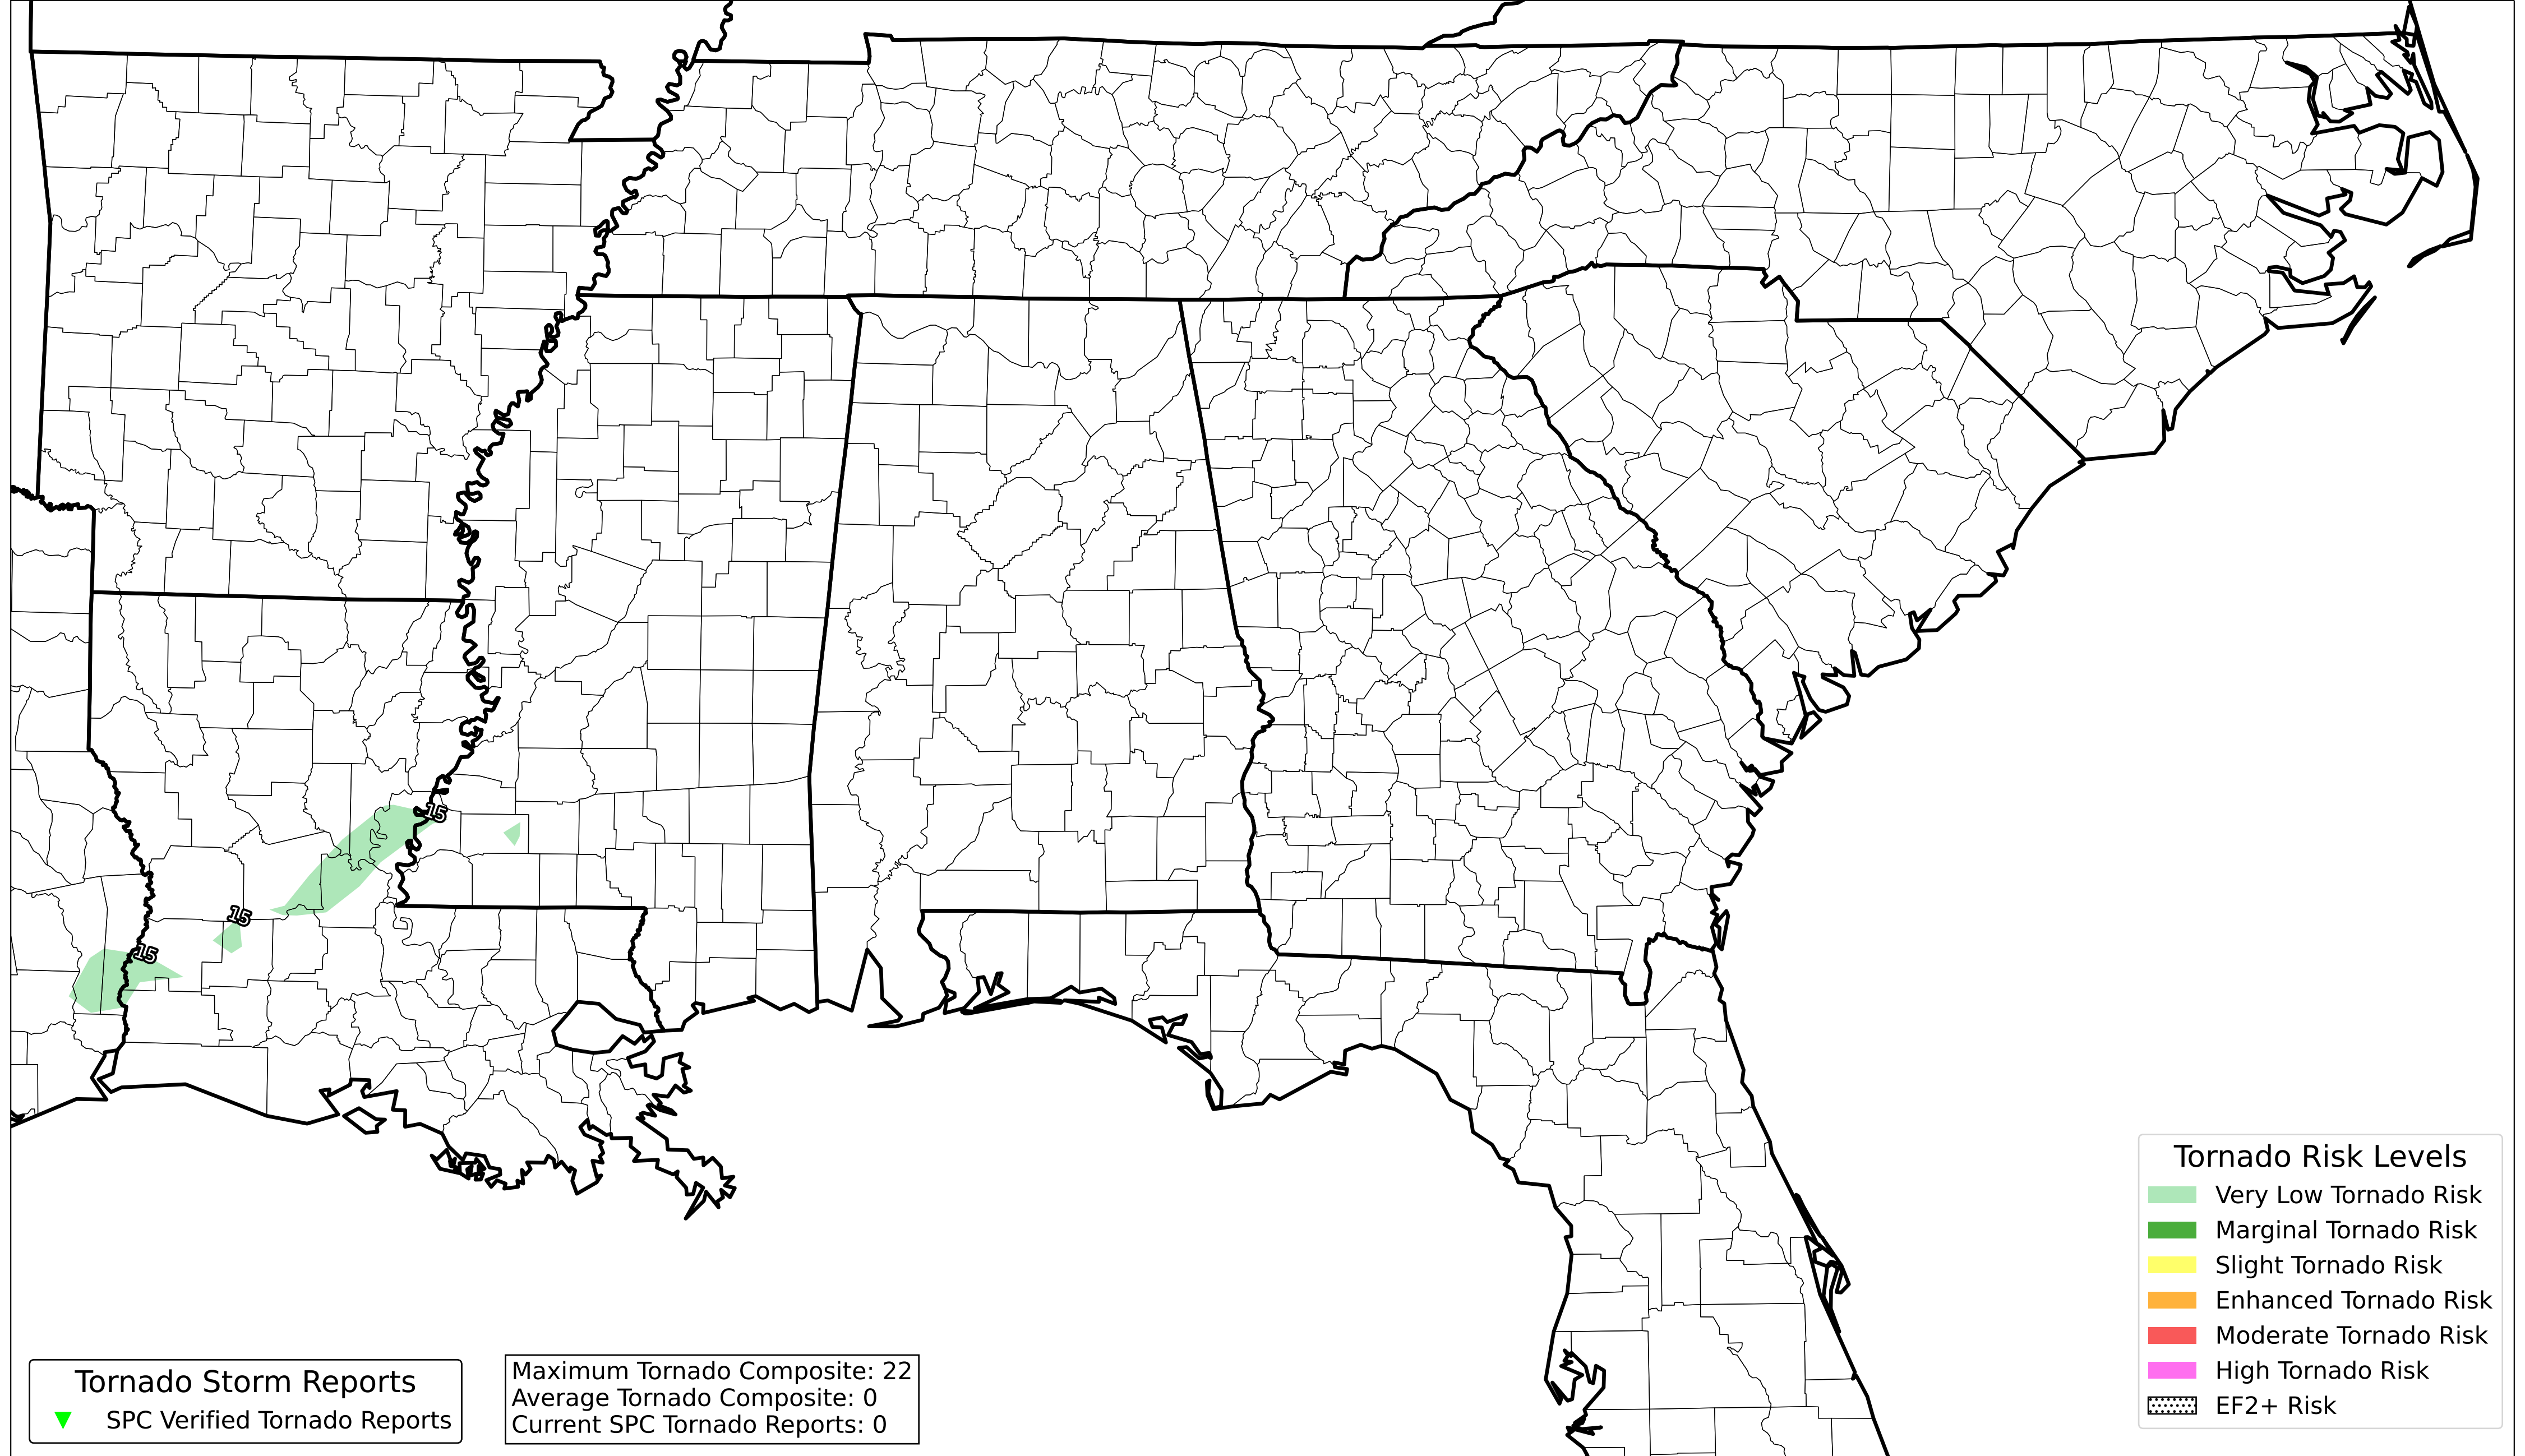 15
15
15
Tornado Storm Reports
SPC Verified Tornado Reports
Maximum Tornado Composite: 22
Average Tornado Composite: 0
Current SPC Tornado Reports: 0
Tornado Risk Levels
Very Low Tornado Risk
Marginal Tornado Risk
Slight Tornado Risk
Enhanced Tornado Risk
Moderate Tornado Risk
High Tornado Risk
EF2+ Risk